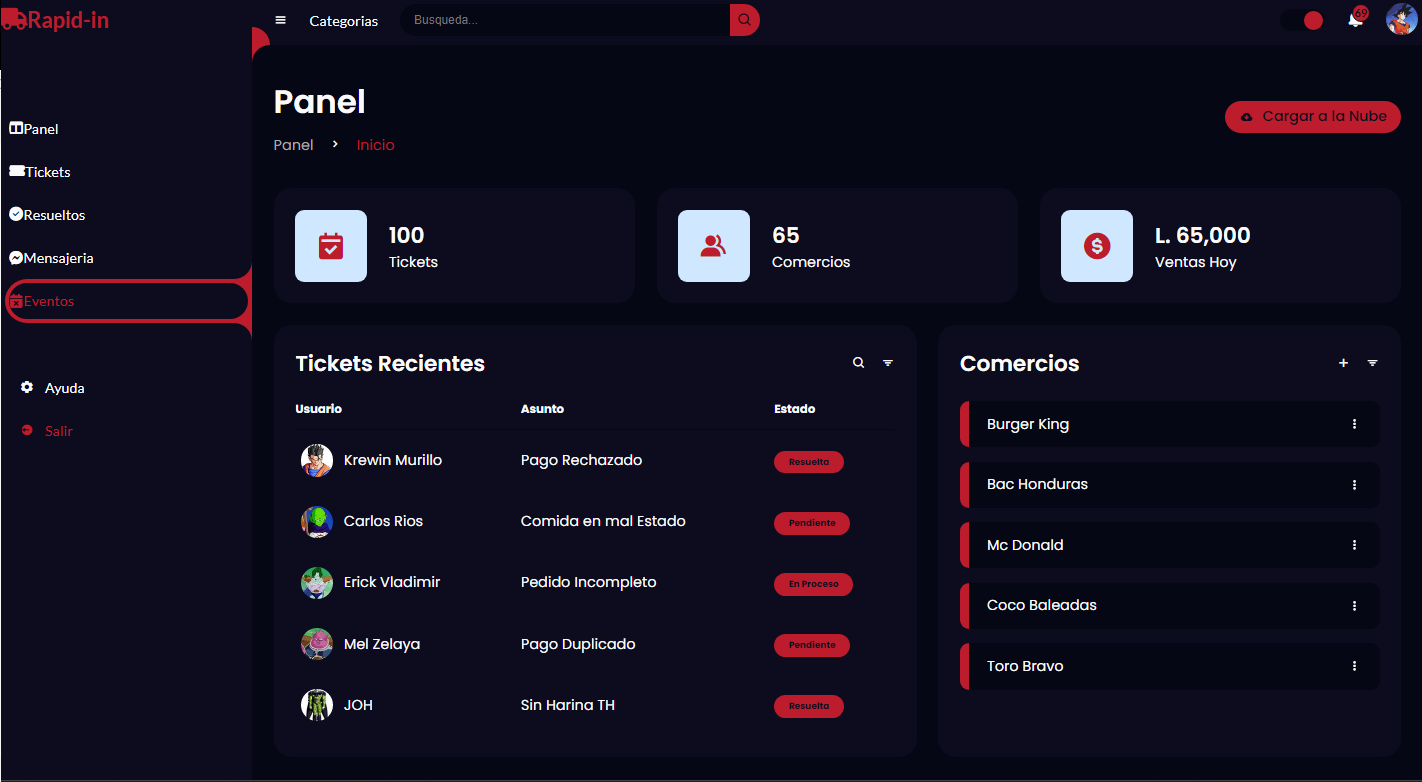 Rapid-in
Categorias
Busqueda...
69
Panel
Tickets
Resueltos
Mensajeria
Eventos
Ayuda
Salir
Panel
Panel > Inicio
Cargar a la Nube
100
Tickets
65
Comercios
L. 65,000
Ventas Hoy
Tickets Recientes
Usuario Asunto Estado
Krewin Murillo Pago Rechazado Resuelto
Carlos Rios Comida en mal Estado Pendiente
Erick Vladimir Pedido Incompleto En Proceso
Mel Zelaya Pago Duplicado Pendiente
JOH Sin Harina TH Resuelto
Comercios
Burger King
Bac Honduras
Mc Donald
Coco Baleadas
Toro Bravo